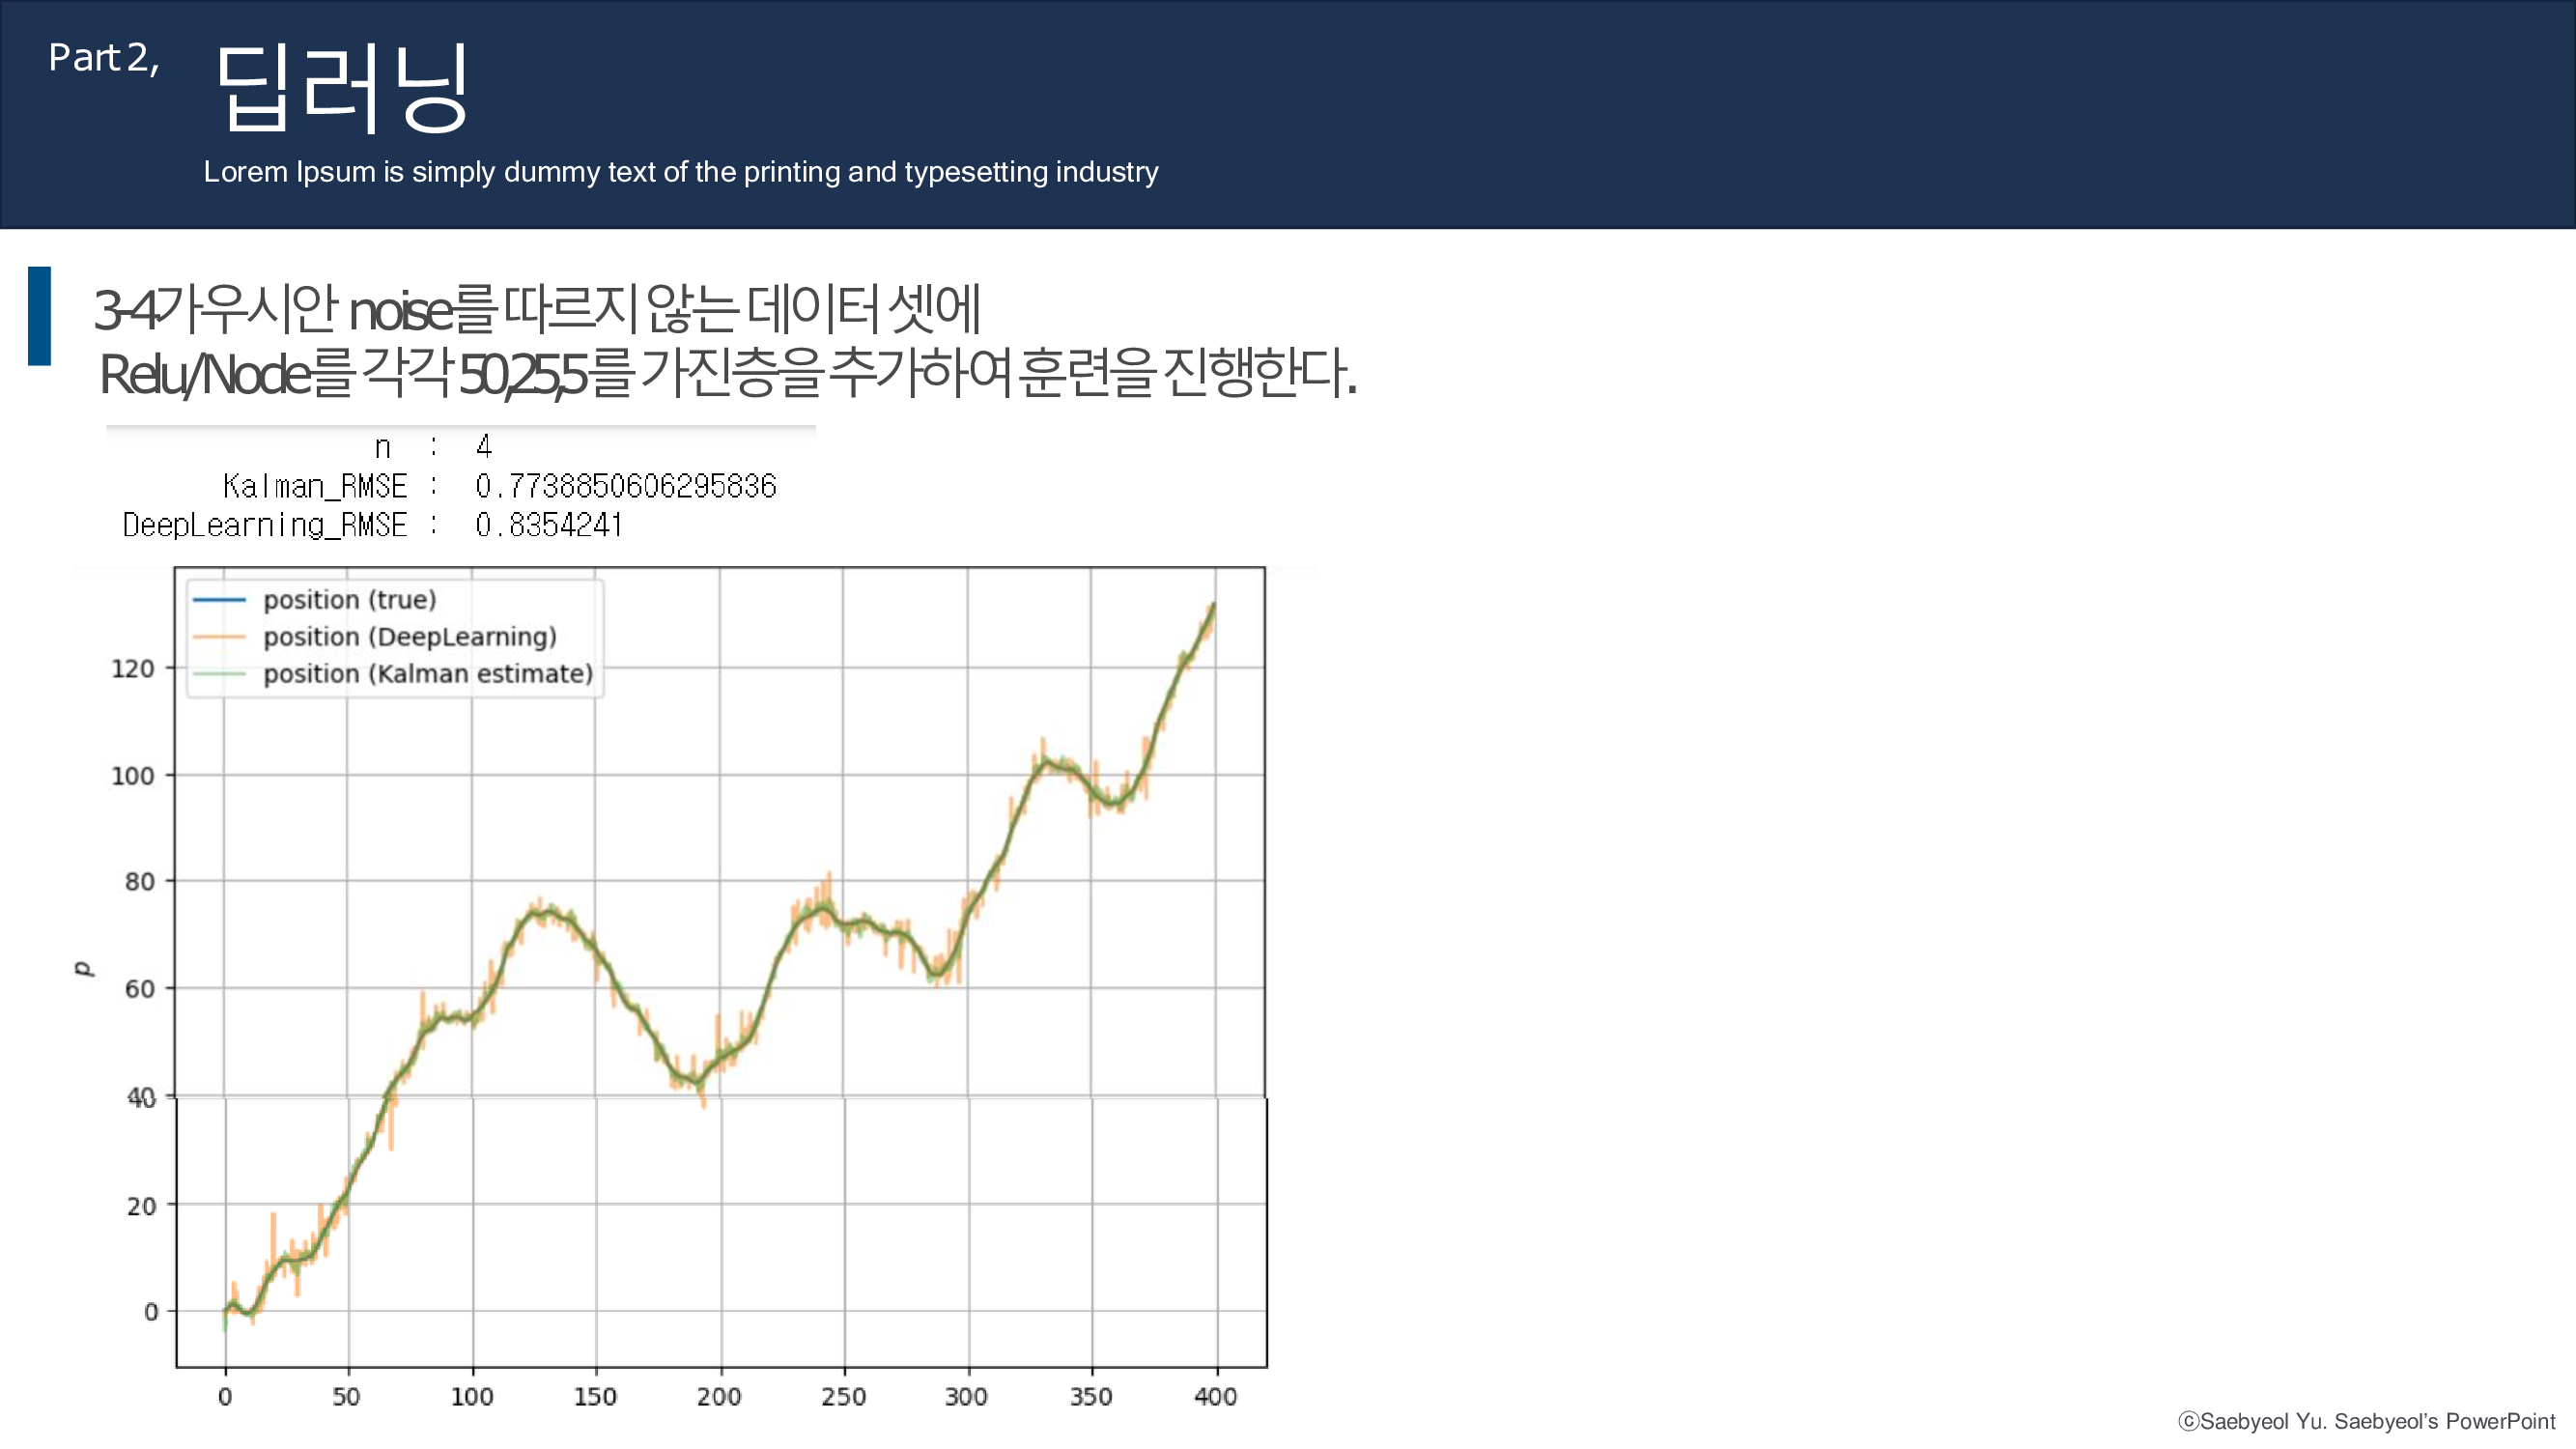 Part 2,
딥러닝
Lorem Ipsum is simply dummy text of the printing and typesetting industry
3-4가우시안 noise를 따르지 않는 데이터 셋에
Relu/Node를 각각 50,25,5 를 가진층을 추가하여 훈련을 진행한다.
n : 4
Kalman_RMSE : 0.7738850606295836
DeepLearning_RMSE : 0.8354241
position (true)
position (DeepLearning)
position (Kalman estimate)
120
100
80
p
60
40
40
20
0
0 50 100 150 200 250 300 350 400
ⓒSaebyeol Yu. Saebyeol’s PowerPoint